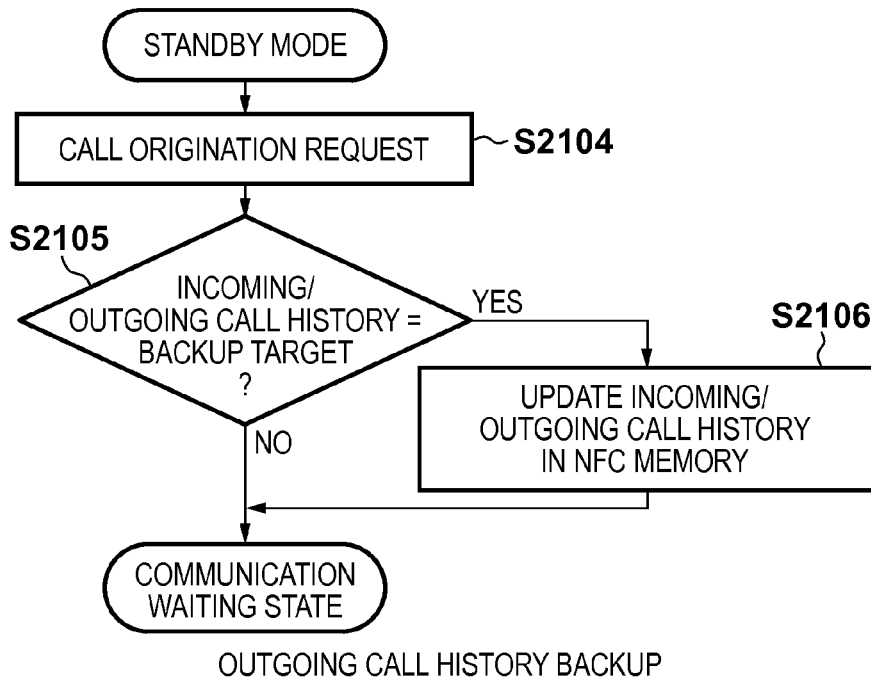 STANDBY MODE
CALL ORIGINATION REQUEST
S2104
S2105
INCOMING/
OUTGOING CALL HISTORY =
BACKUP TARGET
?
YES
S2106
UPDATE INCOMING/
OUTGOING CALL HISTORY
IN NFC MEMORY
NO
COMMUNICATION
WAITING STATE
OUTGOING CALL HISTORY BACKUP